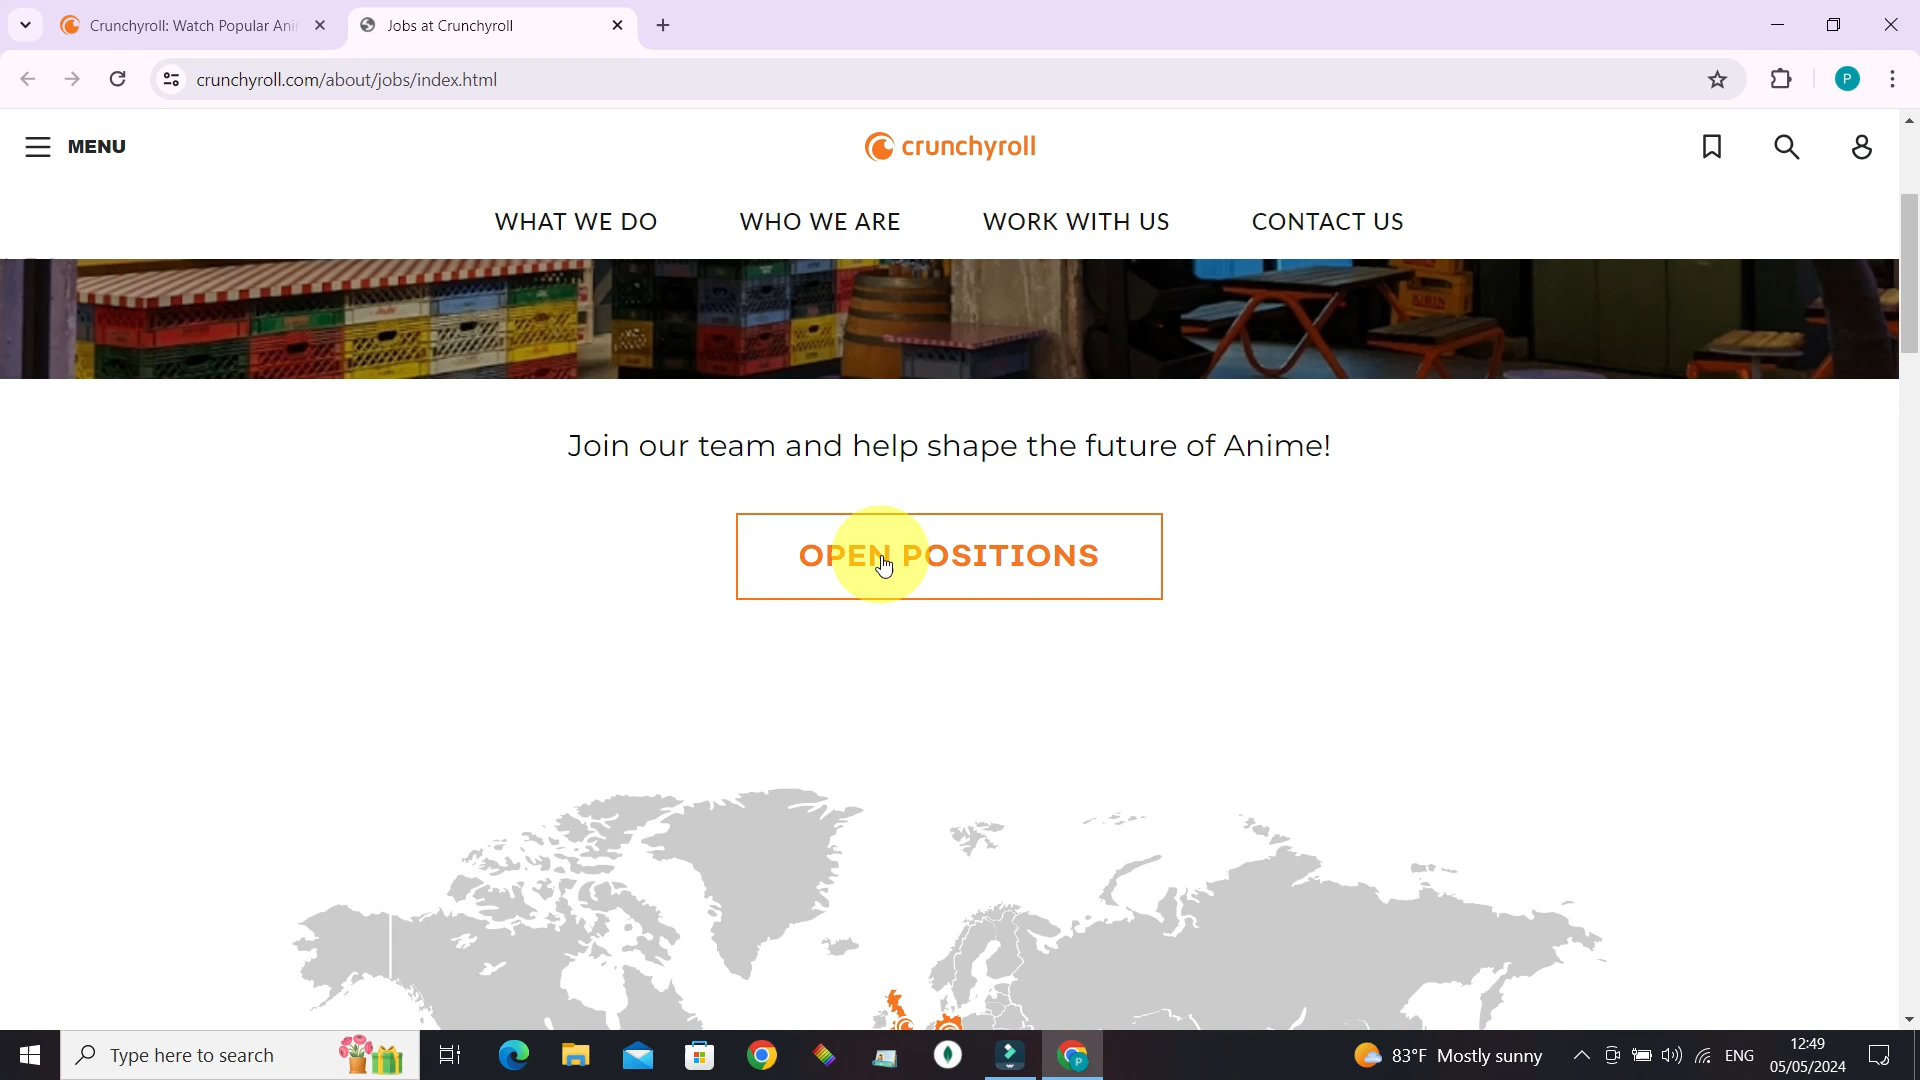 Crunchyroll: Watch Popular Ani
Jobs at Crunchyroll
crunchyroll.com/about/jobs/index.html
P
MENU
crunchyroll
WHAT WE DO
WHO WE ARE
WORK WITH US
CONTACT US
KIRIN
Join our team and help shape the future of Anime!
OPEN POSITIONS
Type here to search
83°F Mostly sunny
ENG
12:49
05/05/2024